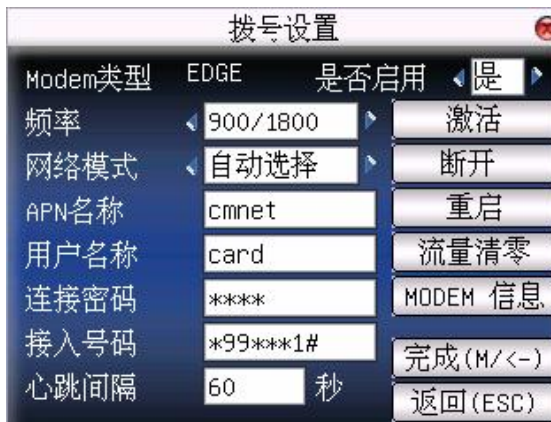 拨号设置
Modem类型 EDGE 是否启用 是
频率 900/1800 激活
网络模式 自动选择 断开
APN名称 cmnet 重启
用户名称 card 流量清零
连接密码 **** MODEM 信息
接入号码 *99***1#
完成(M/<-)
心跳间隔 60 秒
返回(ESC)